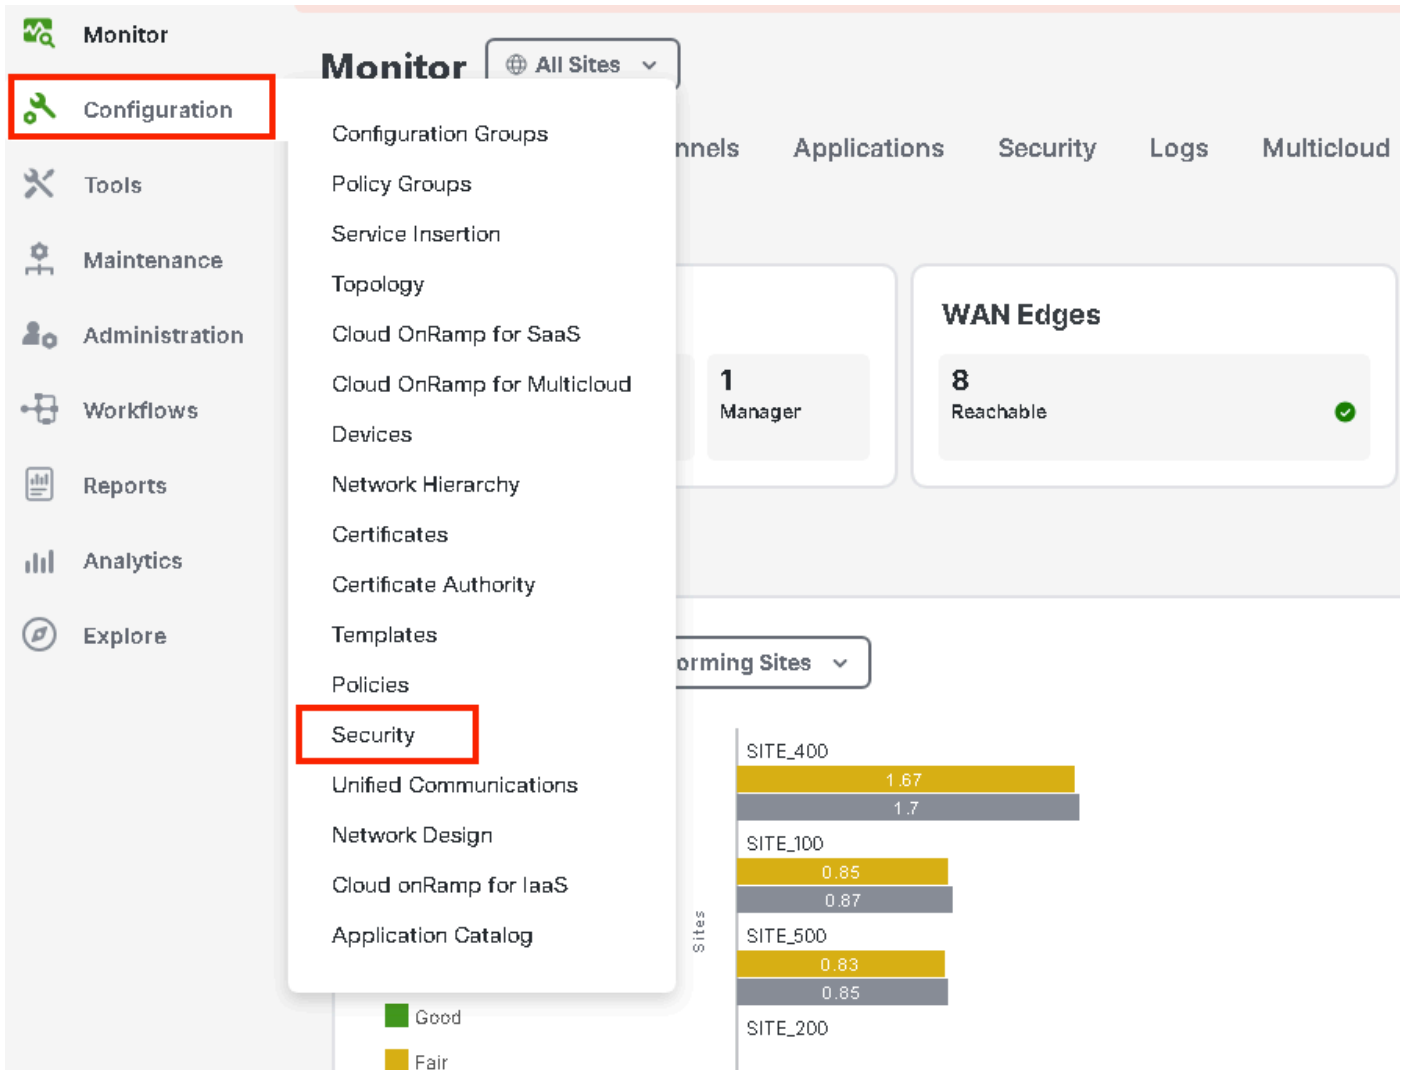 Monitor
Configuration
Tools
Maintenance
Administration
Workflows
Reports
Analytics
Explore
Monitor
All Sites
Configuration Groups
Policy Groups
Service Insertion
Topology
Cloud OnRamp for SaaS
Cloud OnRamp for Multicloud
Devices
Network Hierarchy
Certificates
Certificate Authority
Templates
Policies
Security
Unified Communications
Network Design
Cloud onRamp for IaaS
Application Catalog
nnels Applications Security Logs Multicloud
1
Manager
WAN Edges
8
Reachable
orming Sites
Sites
SITE_400
1.67
1.7
SITE_100
0.85
0.87
SITE_500
0.83
0.85
SITE_200
Good
Fair